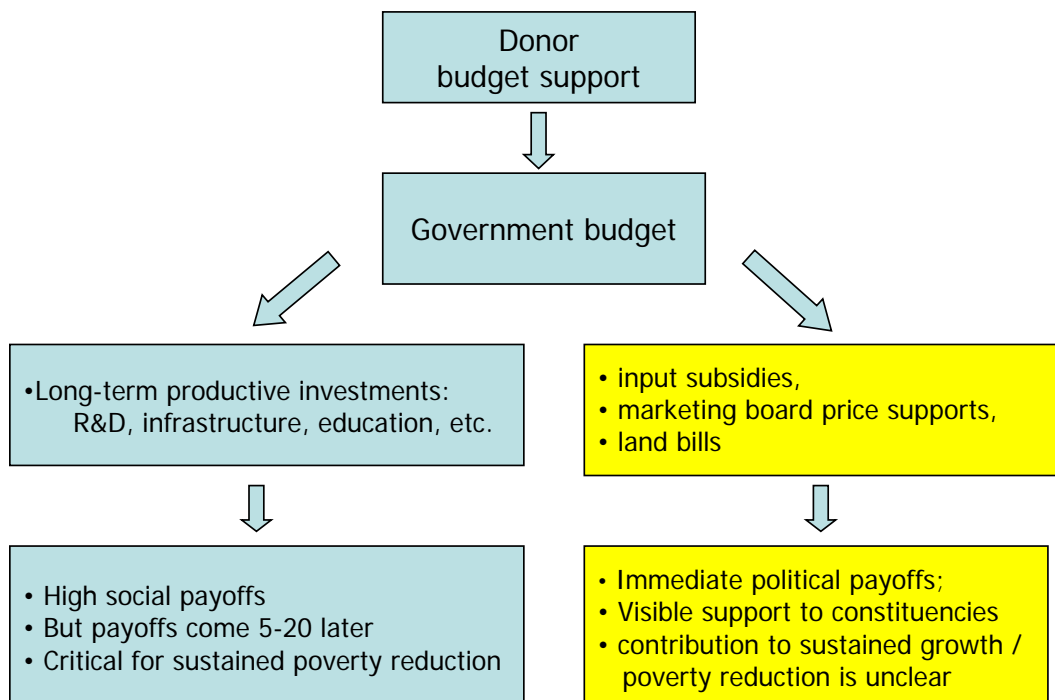 Donor
budget support
Government budget
•Long-term productive investments:
R&D, infrastructure, education, etc.
• input subsidies,
• marketing board price supports,
• land bills
• High social payoffs
• But payoffs come 5-20 later
• Critical for sustained poverty reduction
• Immediate political payoffs;
• Visible support to constituencies
• contribution to sustained growth /
poverty reduction is unclear